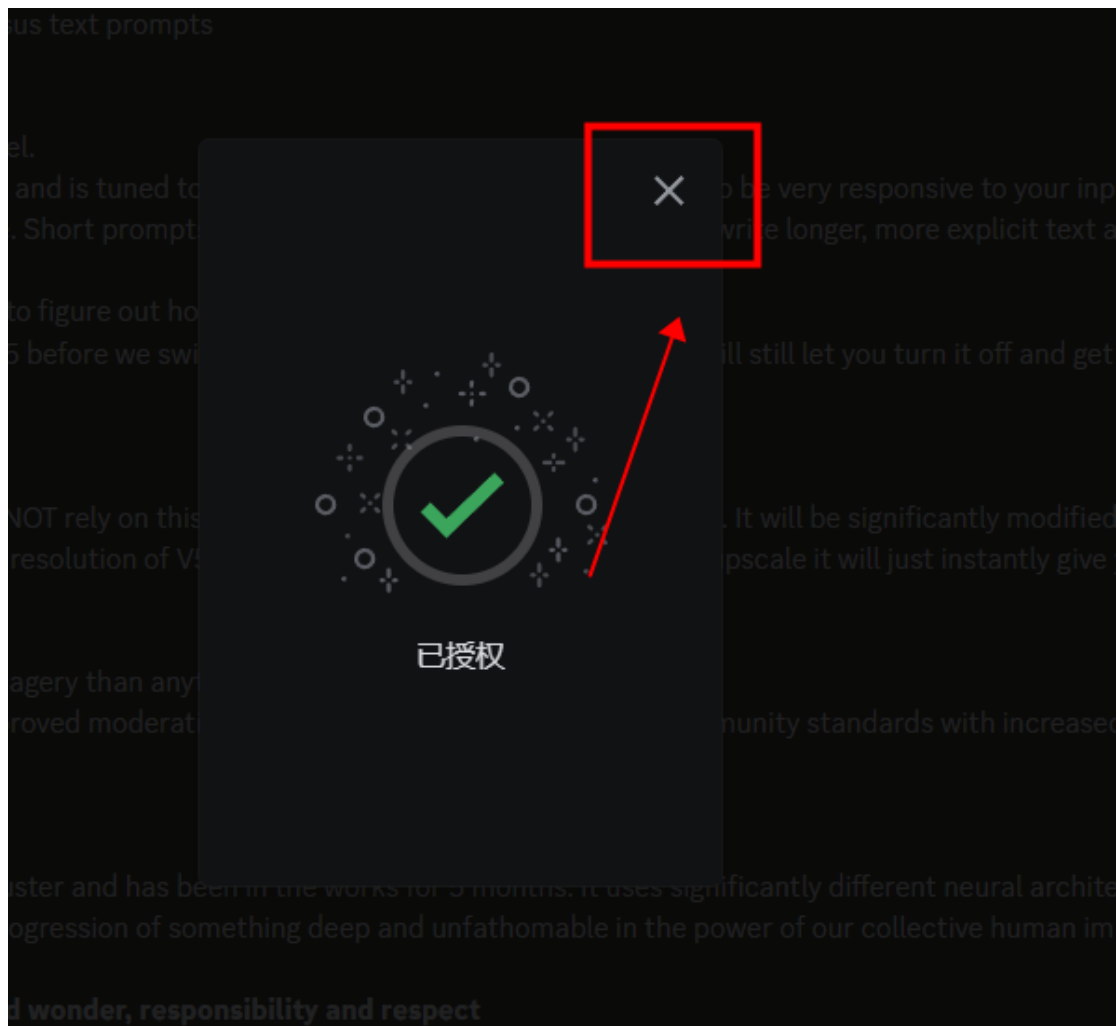 sus text prompts
el.
and is tuned to
o be very responsive to your inp
. Short prompt
write longer, more explicit text a
to figure out ho
5 before we swi
ill still let you turn it off and get
NOT rely on this
. It will be significantly modified
resolution of V5
upscale it will just instantly give
已授权
agery than any
roved moderati
munity standards with increased
uster and has been in the works for 5 months. It uses significantly different neural archite
ogression of something deep and unfathomable in the power of our collective human im
d wonder, responsibility and respect